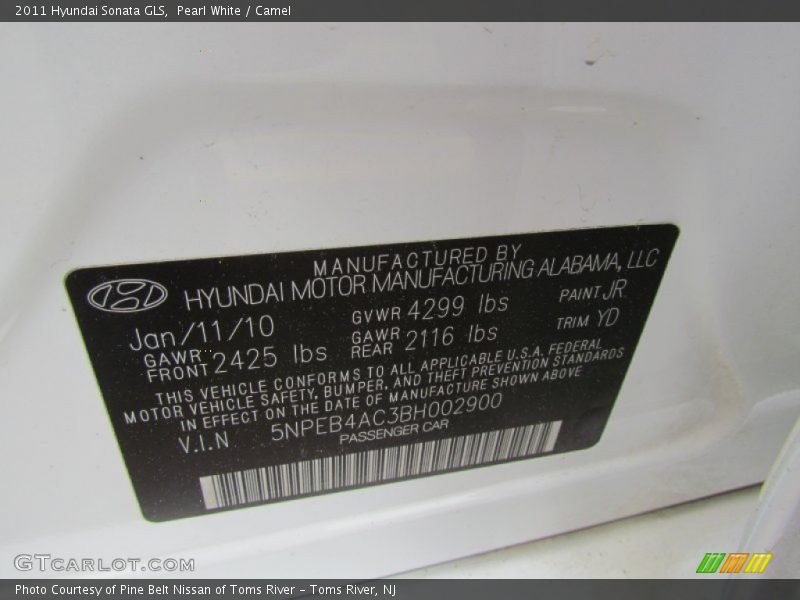 2011 Hyundai Sonata GLS, Pearl White / Camel
MANUFACTURED BY
HYUNDAI MOTOR MANUFACTURING ALABAMA, LLC
Jan/11/10 GVWR 4299 lbs PAINT JR
GAWR FRONT 2425 lbs GAWR REAR 2116 lbs TRIM YD
THIS VEHICLE CONFORMS TO ALL APPLICABLE U.S.A. FEDERAL
MOTOR VEHICLE SAFETY, BUMPER, AND THEFT PREVENTION STANDARDS
IN EFFECT ON THE DATE OF MANUFACTURE SHOWN ABOVE
V.I.N 5NPEB4AC3BH002900
PASSENGER CAR
GTCARLOT.COM
Photo Courtesy of Pine Belt Nissan of Toms River – Toms River, NJ